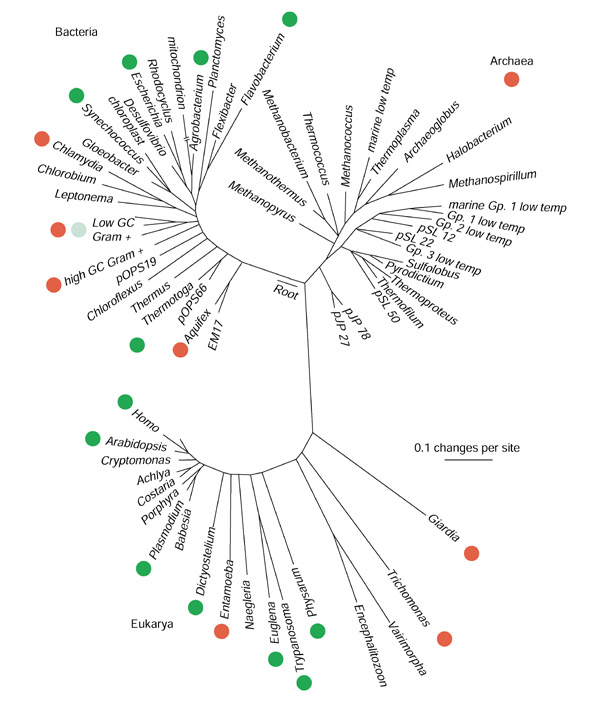 Bacteria
Archaea
mitochondrion
Rhodocyclus
Escherichia
Desulfovibrio
chloroplast
Synechococcus
Agrobacterium
Planctomyces
Flexibacter
Flavobacterium
Chlamydia
Gloeobacter
Chlorobium
Leptonema
Low GC
Gram +
high GC Gram +
pOPS19
Chloroflexus
Thermus
Thermotoga
pOPS66
Aquifex
EM17
Root
Methanobacterium
Thermococcus
Methanothermus
Methanopyrus
Methanococcus
marine low temp
Thermoplasma
Archaeoglobus
Halobacterium
Methanospirillum
marine Gp. 1 low temp
Gp. 1 low temp
Gp. 2 low temp
pSL 12
pSL 22
Gp. 3 low temp
Sulfolobus
Pyrodictium
Thermoproteus
Thermofilum
pSL 50
pJP 78
pJP 27
0.1 changes per site
Homo
Arabidopsis
Cryptomonas
Achlya
Costaria
Porphyra
Plasmodium
Babesia
Dictyostelium
Entamoeba
Naegleria
Euglena
Trypanosoma
Physarum
Encephalitozoon
Vairimorpha
Trichomonas
Giardia
Eukarya